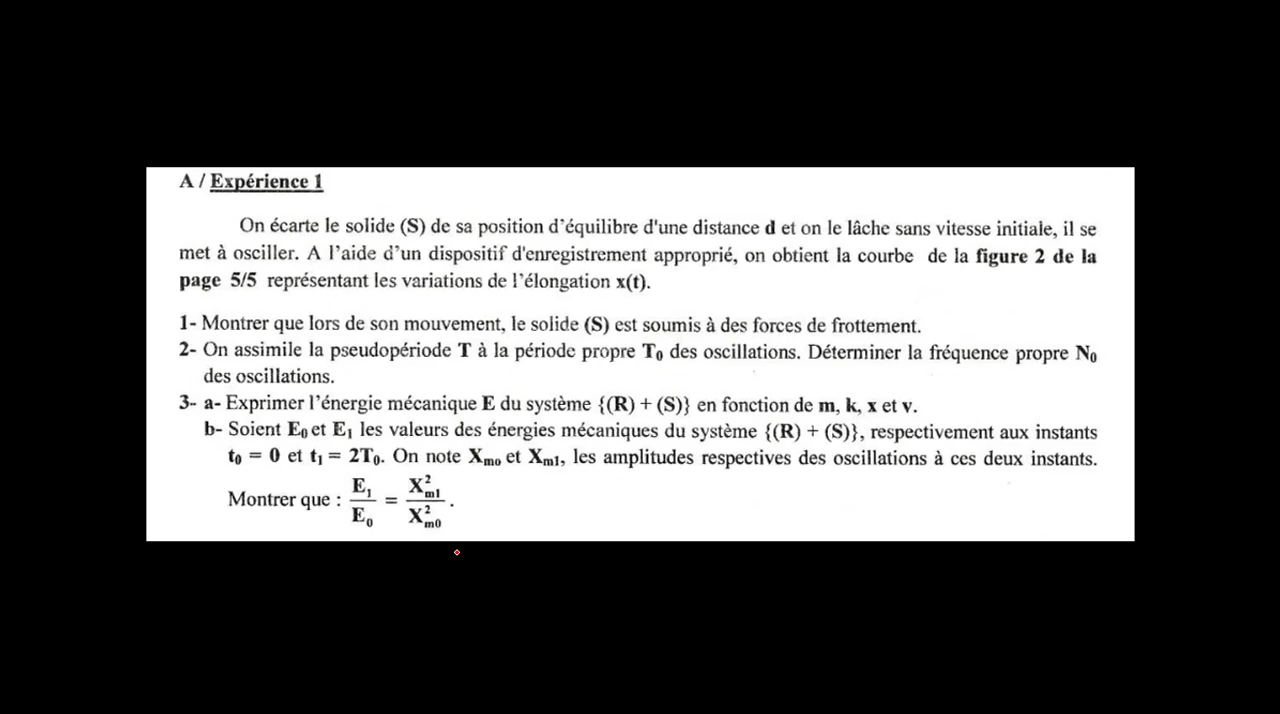 A / Expérience 1
On écarte le solide (S) de sa position d'équilibre d'une distance d et on le lâche sans vitesse initiale, il se
met à osciller. A l'aide d'un dispositif d'enregistrement approprié, on obtient la courbe de la figure 2 de la
page 5/5 représentant les variations de l'élongation x(t).
1- Montrer que lors de son mouvement, le solide (S) est soumis à des forces de frottement.
2- On assimile la pseudopériode T à la période propre T₀ des oscillations. Déterminer la fréquence propre N₀
des oscillations.
3- a- Exprimer l'énergie mécanique E du système {(R) + (S)} en fonction de m, k, x et v.
b- Soient E₀ et E₁ les valeurs des énergies mécaniques du système {(R) + (S)}, respectivement aux instants
t₀ = 0 et t₁ = 2T₀. On note Xₘₒ et Xₘ₁, les amplitudes respectives des oscillations à ces deux instants.
Montrer que : E₁/E₀ = X²ₘ₁/X²ₘ₀ .